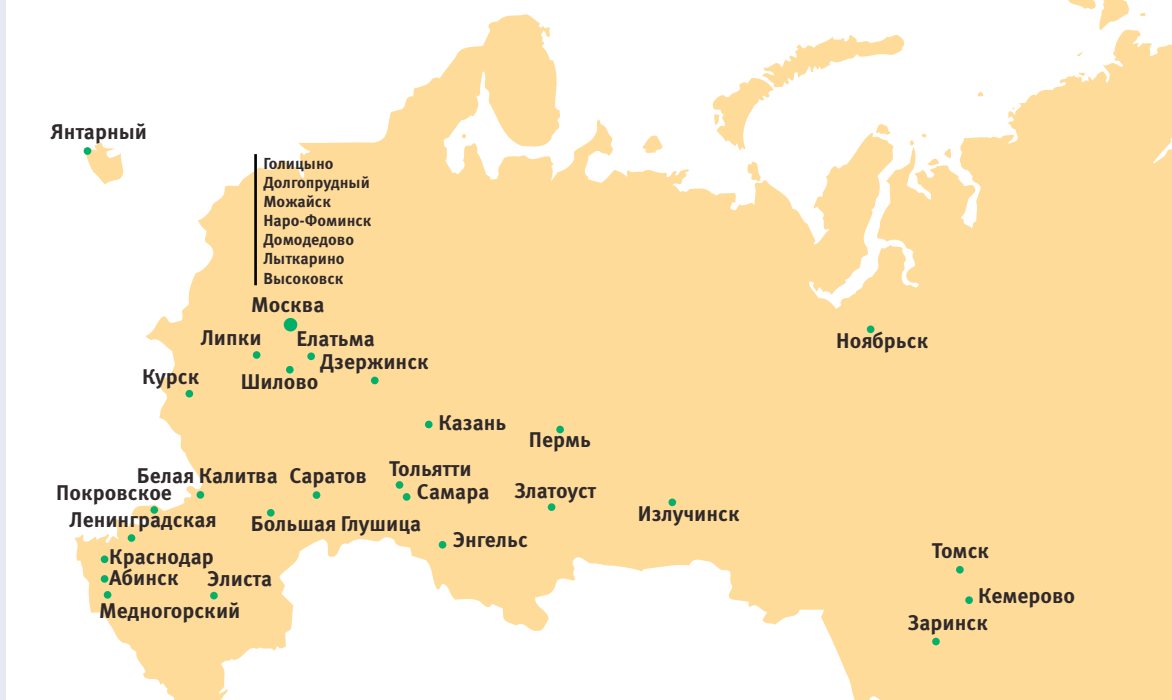 Янтарный
Голицыно
Долгопрудный
Можайск
Наро-Фоминск
Домодедово
Лыткарино
Высоковск
Москва
Липки
Елатьма
Ноябрьск
Дзержинск
Курск
Шилово
Казань
Пермь
Тольятти
Белая Калитва
Саратов
Покровское
Самара
Златоуст
Излучинск
Ленинградская
Большая Глушица
Энгельс
Томск
Краснодар
Абинск
Элиста
Кемерово
Медногорский
Заринск